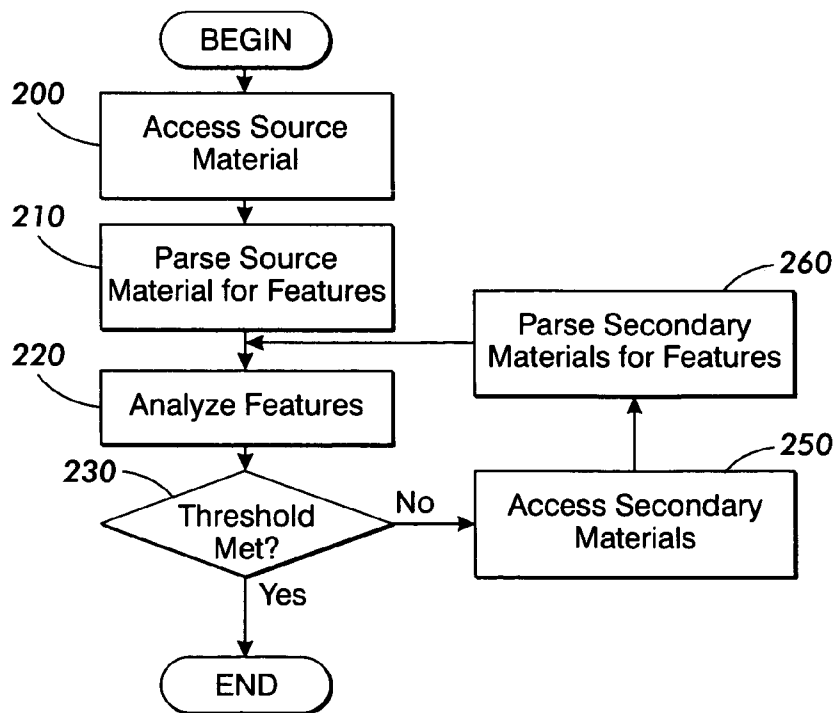 BEGIN
200
Access Source
Material
210
Parse Source
Material for Features
260
Parse Secondary
Materials for Features
220
Analyze Features
230
Threshold
Met?
No
250
Access Secondary
Materials
Yes
END